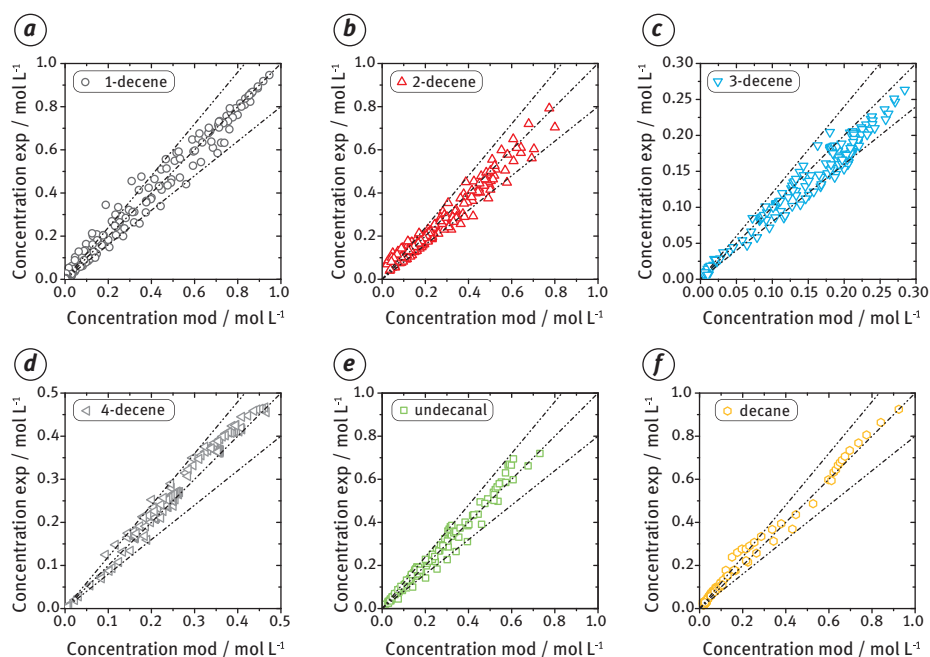 a
b
c
1.0
0.8
0.6
0.4
0.2
0.0
0.0 0.2 0.4 0.6 0.8 1.0
Concentration exp / mol L-1
Concentration mod / mol L-1
1-decene
1.0
0.8
0.6
0.4
0.2
0.0
0.0 0.2 0.4 0.6 0.8 1.0
Concentration exp / mol L-1
Concentration mod / mol L-1
2-decene
0.30
0.25
0.20
0.15
0.10
0.05
0.00
0.00 0.05 0.10 0.15 0.20 0.25 0.30
Concentration exp / mol L-1
Concentration mod / mol L-1
3-decene
d
e
f
0.5
0.4
0.3
0.2
0.1
0.0
0.0 0.1 0.2 0.3 0.4 0.5
Concentration exp / mol L-1
Concentration mod / mol L-1
4-decene
1.0
0.8
0.6
0.4
0.2
0.0
0.0 0.2 0.4 0.6 0.8 1.0
Concentration exp / mol L-1
Concentration mod / mol L-1
undecanal
1.0
0.8
0.6
0.4
0.2
0.0
0.0 0.2 0.4 0.6 0.8 1.0
Concentration exp / mol L-1
Concentration mod / mol L-1
decane